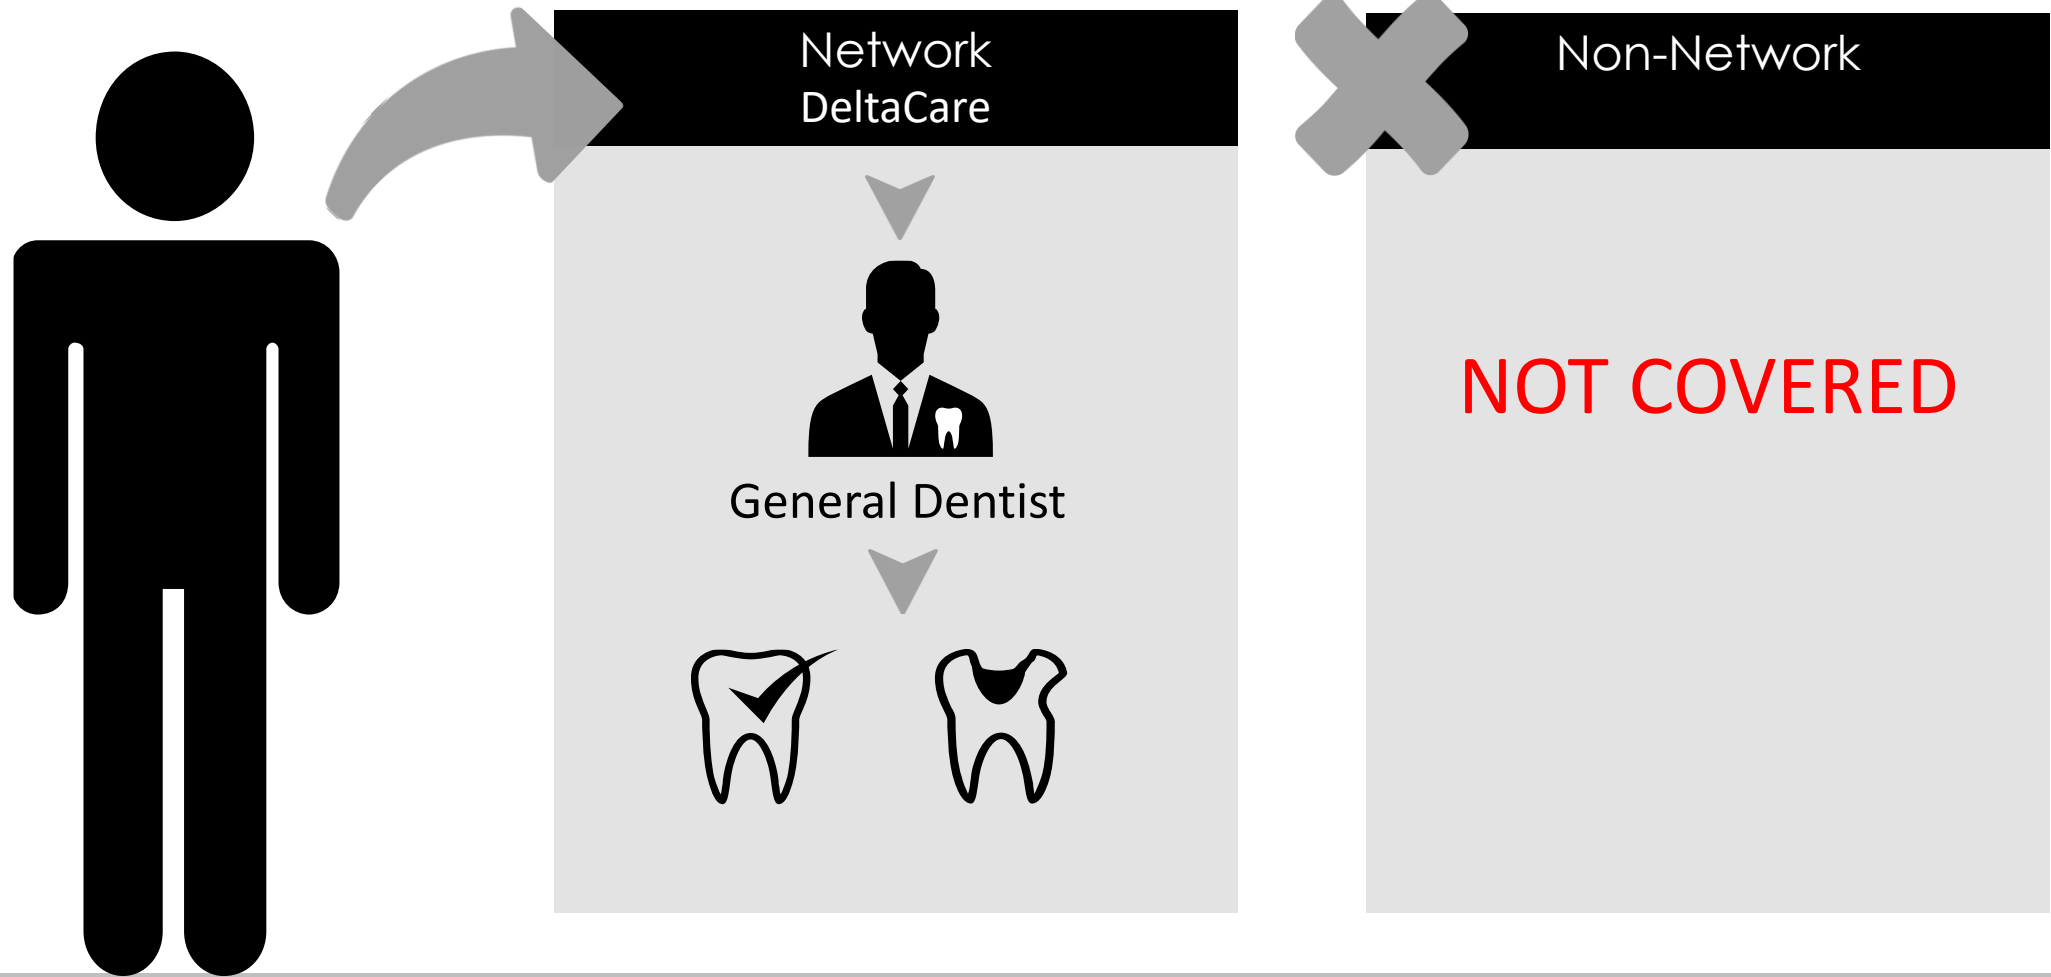 Network
DeltaCare
General Dentist
Non-Network
NOT COVERED